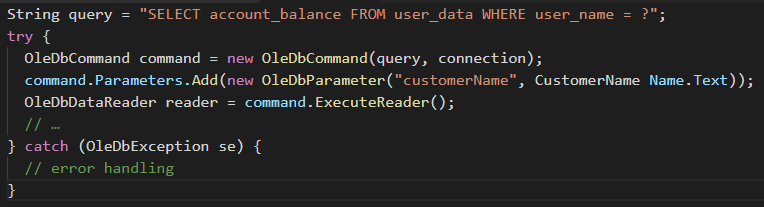 String query = "SELECT account_balance FROM user_data WHERE user_name = ?";
try {
  OleDbCommand command = new OleDbCommand(query, connection);
  command.Parameters.Add(new OleDbParameter("customerName", CustomerName Name.Text));
  OleDbDataReader reader = command.ExecuteReader();
  // …
} catch (OleDbException se) {
  // error handling
}